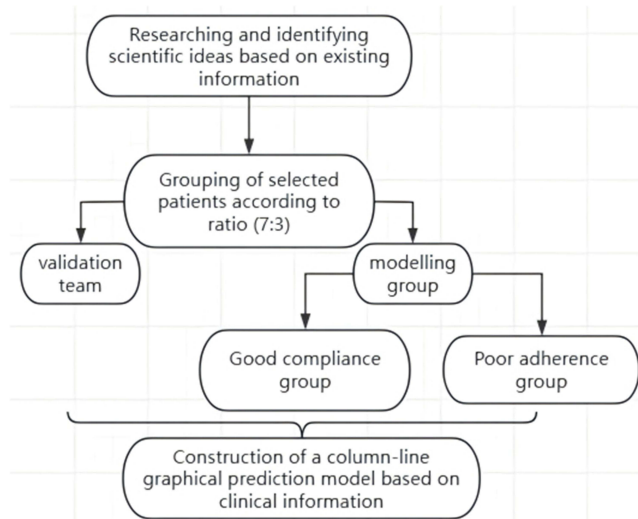 Researching and identifying
scientific ideas based on existing
information
Grouping of selected
patients according to
ratio (7:3)
validation
team
modelling
group
Good compliance
group
Poor adherence
group
Construction of a column-line
graphical prediction model based on
clinical information